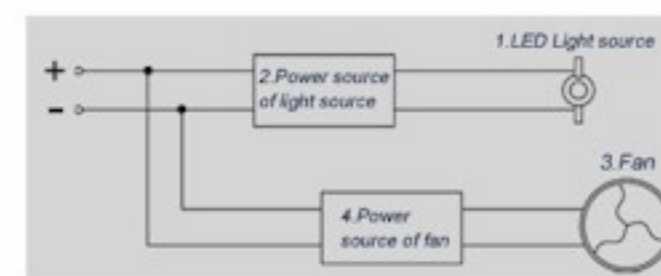 1.LED Light source
+
2.Power source
of light source
-
3.Fan
4.Power
source of fan